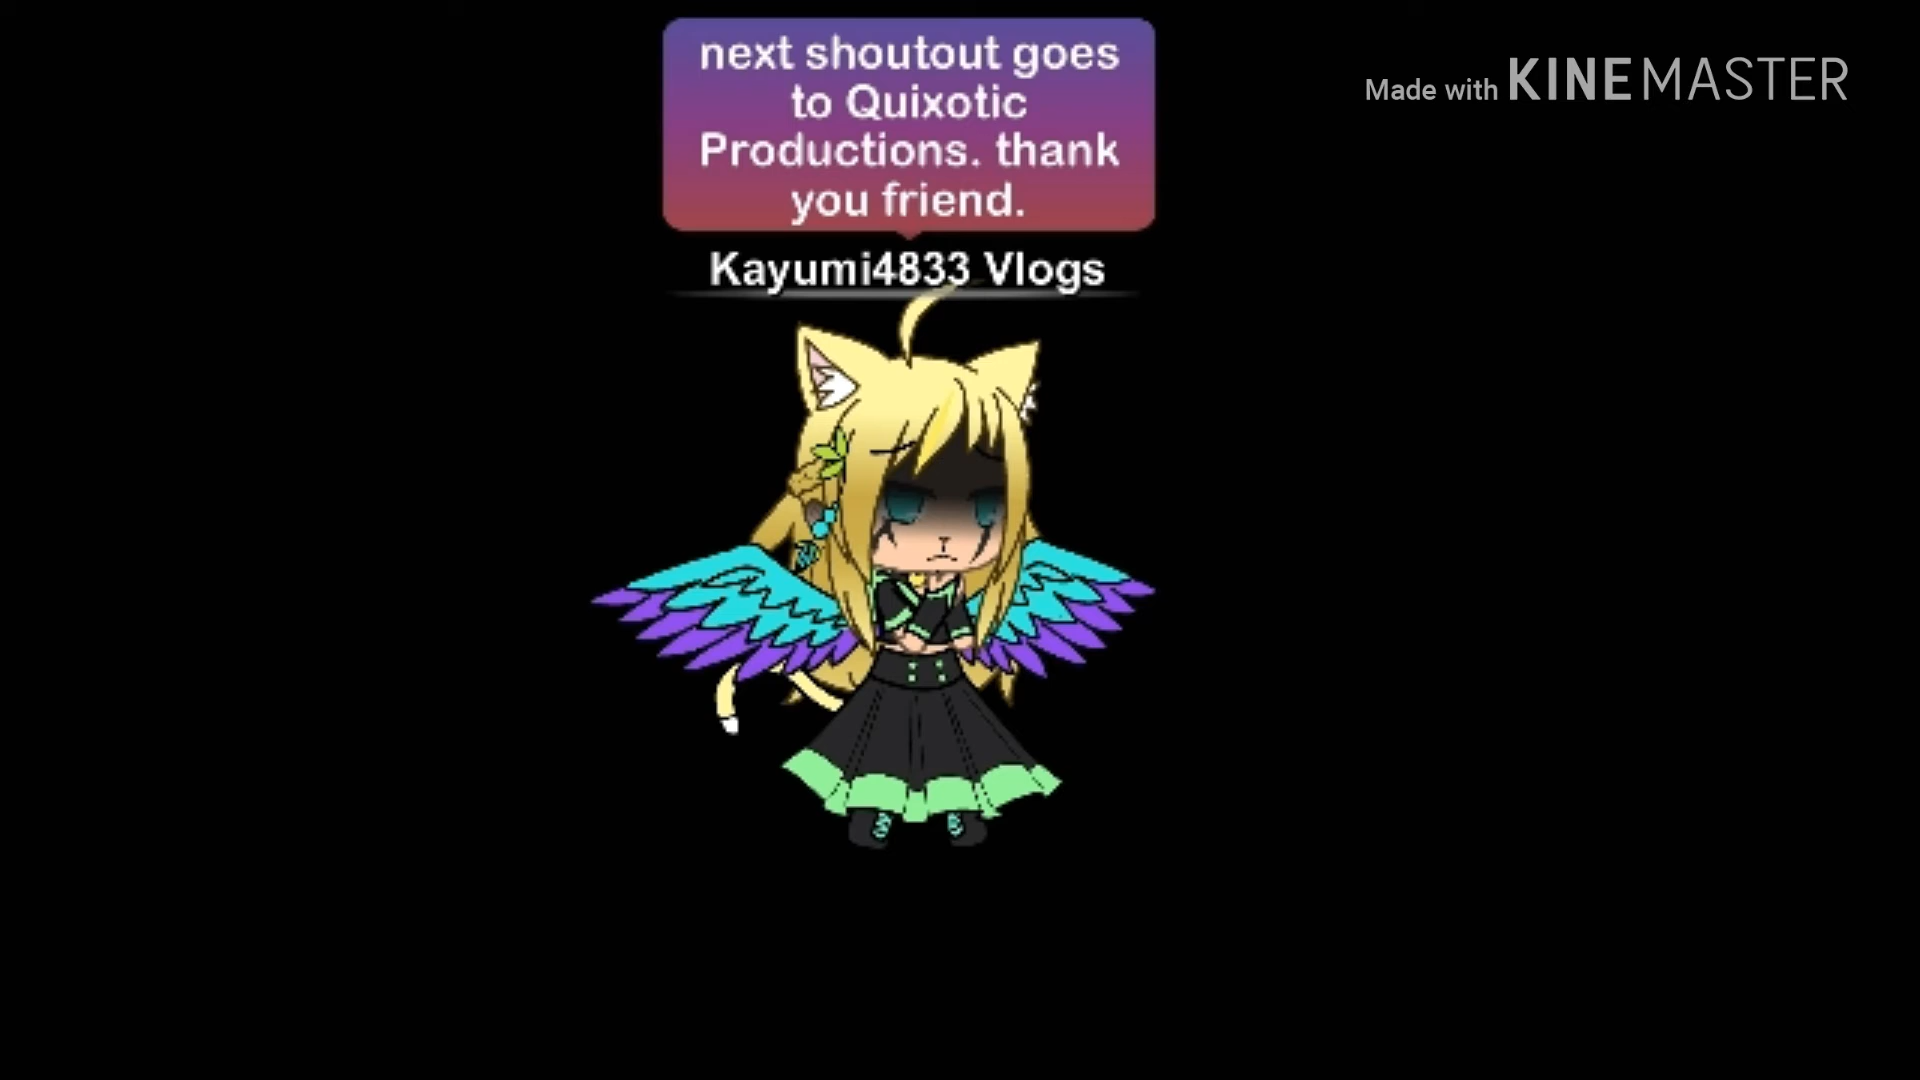 next shoutout goes
to Quixotic
Productions. thank
you friend.
Kayumi4833 Vlogs
Made with KINEMASTER